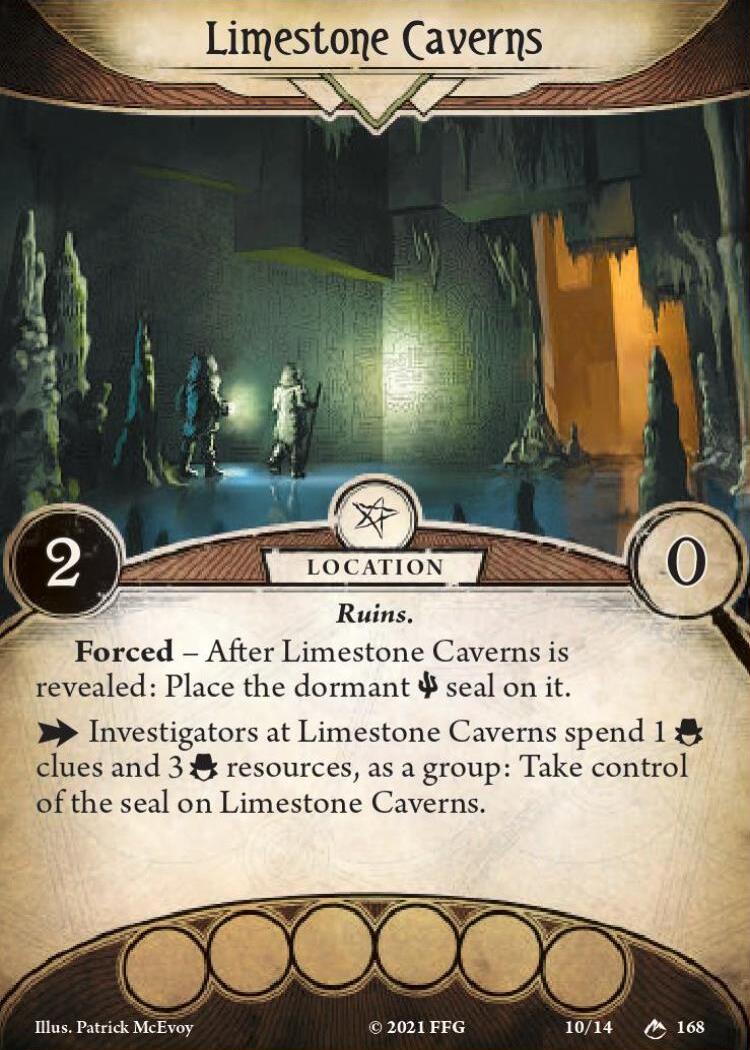 Limestone Caverns
2
LOCATION
0
Ruins.
Forced – After Limestone Caverns is
revealed: Place the dormant seal on it.
Investigators at Limestone Caverns spend 1
clues and 3 resources, as a group: Take control
of the seal on Limestone Caverns.
Illus. Patrick McEvoy © 2021 FFG 10/14 168